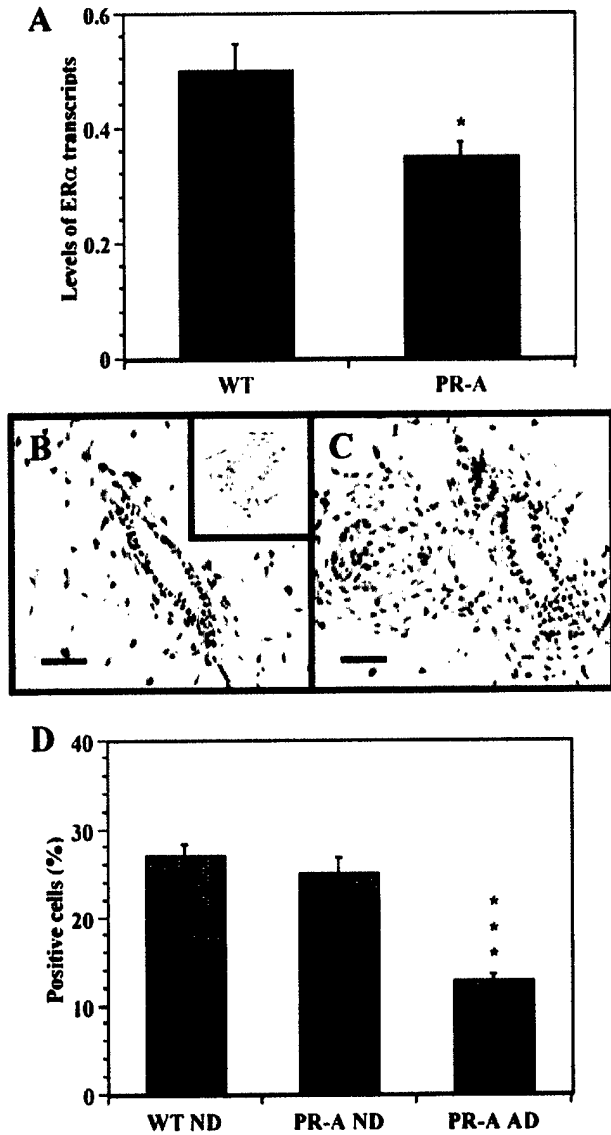 A
Levels of ERα transcripts
0.6
0.4
0.2
0
*
WT
PR-A
B
C
D
Positive cells (%)
40
30
20
10
0
*
*
*
WT ND
PR-A ND
PR-A AD